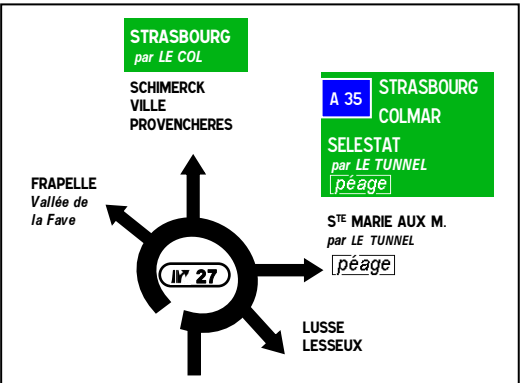 STRASBOURG
par LE COL
SCHIMERCK
VILLE
PROVENCHERES
A 35
STRASBOURG
COLMAR
SELESTAT
par LE TUNNEL
péage
FRAPELLE
Vallée de
la Fave
STE MARIE AUX M.
par LE TUNNEL
péage
27
LUSSE
LESSEUX